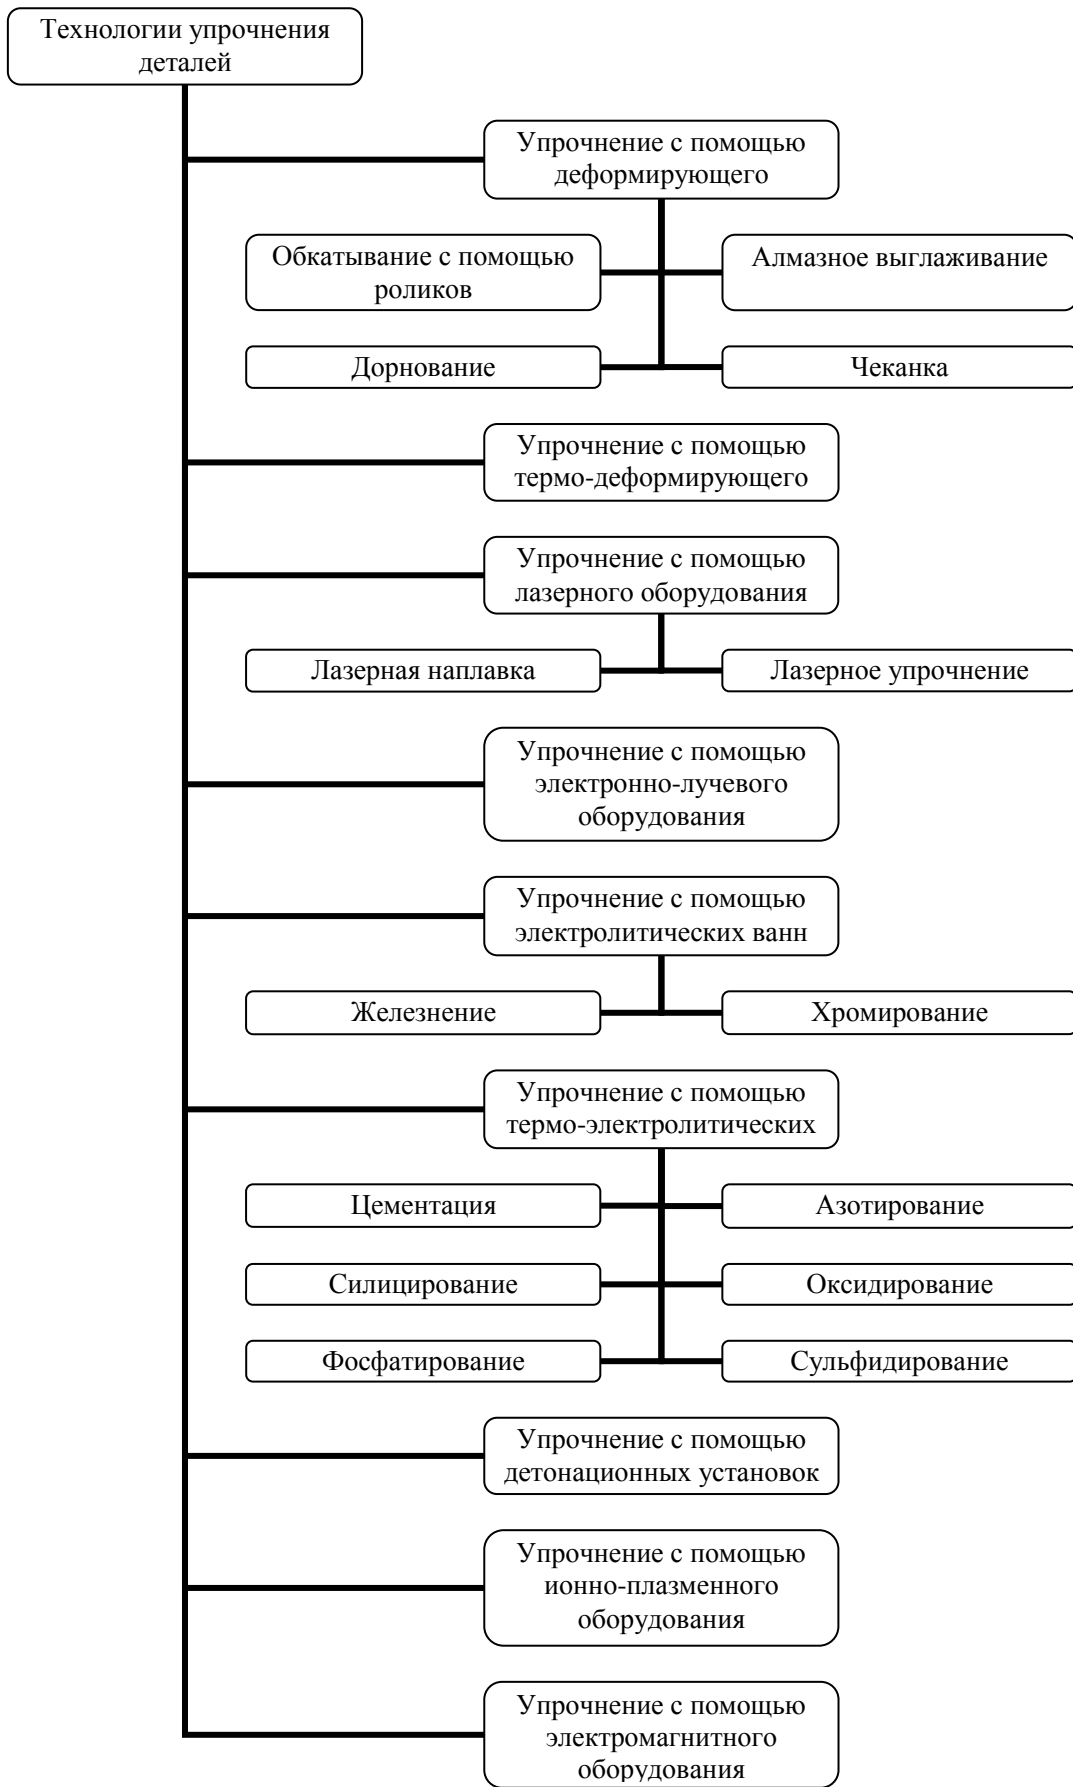 Технологии упрочнения
деталей
Упрочнение с помощью
деформирующего
Обкатывание с помощью
роликов
Алмазное выглаживание
Дорнование
Чеканка
Упрочнение с помощью
термо-деформирующего
Упрочнение с помощью
лазерного оборудования
Лазерная наплавка
Лазерное упрочнение
Упрочнение с помощью
электронно-лучевого
оборудования
Упрочнение с помощью
электролитических ванн
Железнение
Хромирование
Упрочнение с помощью
термо-электролитических
Цементация
Азотирование
Силицирование
Оксидирование
Фосфатирование
Сульфидирование
Упрочнение с помощью
детонационных установок
Упрочнение с помощью
ионно-плазменного
оборудования
Упрочнение с помощью
электромагнитного
оборудования